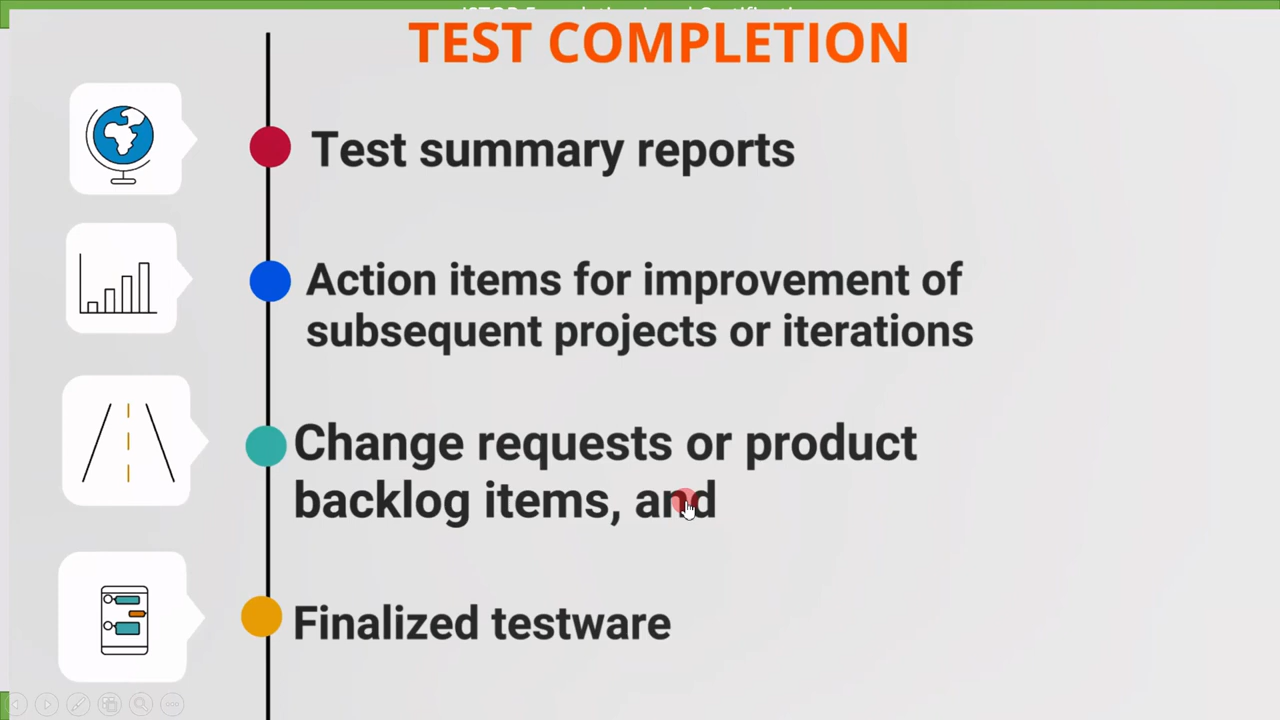 TEST COMPLETION
Test summary reports
Action items for improvement of
subsequent projects or iterations
Change requests or product
backlog items, and
Finalized testware